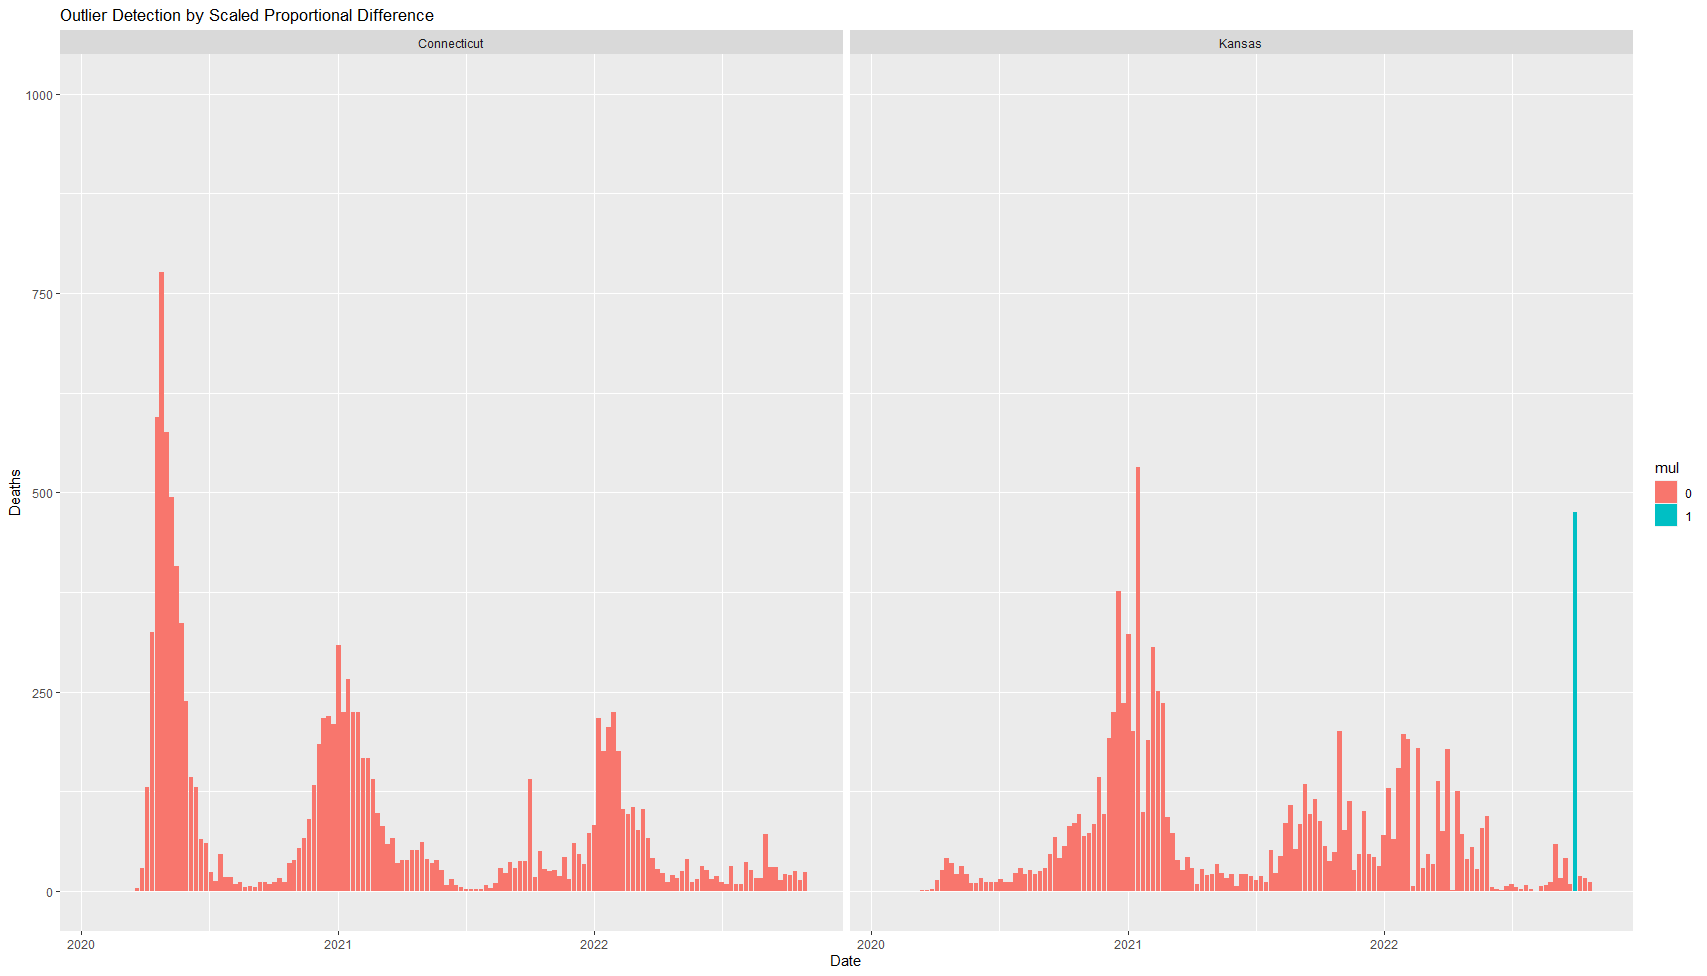 Outlier Detection by Scaled Proportional Difference
Connecticut
Kansas
1000
750
500
250
0
Deaths
2020
2021
2022
2020
2021
2022
Date
mul
0
1